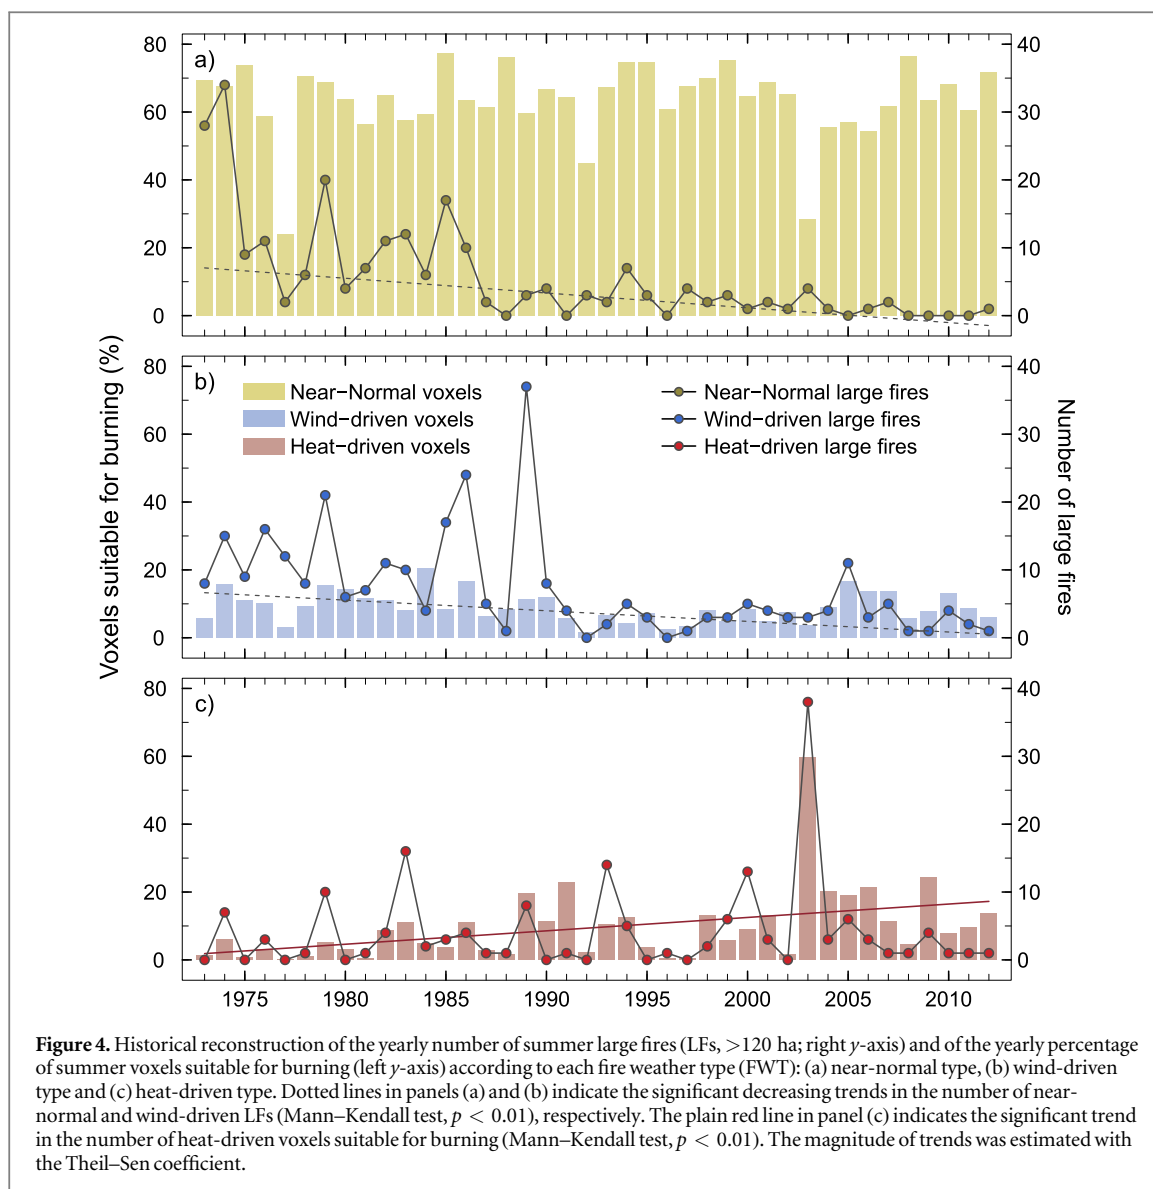 80
60
40
20
0
a)
40
30
20
10
0
80
60
40
20
0
b)
Near–Normal voxels
Wind–driven voxels
Heat–driven voxels
Near–Normal large fires
Wind–driven large fires
Heat–driven large fires
40
30
20
10
0
Voxels suitable for burning (%)
Number of large fires
80
60
40
20
0
c)
40
30
20
10
0
1975 1980 1985 1990 1995 2000 2005 2010
Figure 4. Historical reconstruction of the yearly number of summer large fires (LFs, >120 ha; right y-axis) and of the yearly percentage
of summer voxels suitable for burning (left y-axis) according to each fire weather type (FWT): (a) near-normal type, (b) wind-driven
type and (c) heat-driven type. Dotted lines in panels (a) and (b) indicate the significant decreasing trends in the number of near-
normal and wind-driven LFs (Mann–Kendall test, p < 0.01), respectively. The plain red line in panel (c) indicates the significant trend
in the number of heat-driven voxels suitable for burning (Mann–Kendall test, p < 0.01). The magnitude of trends was estimated with
the Theil–Sen coefficient.